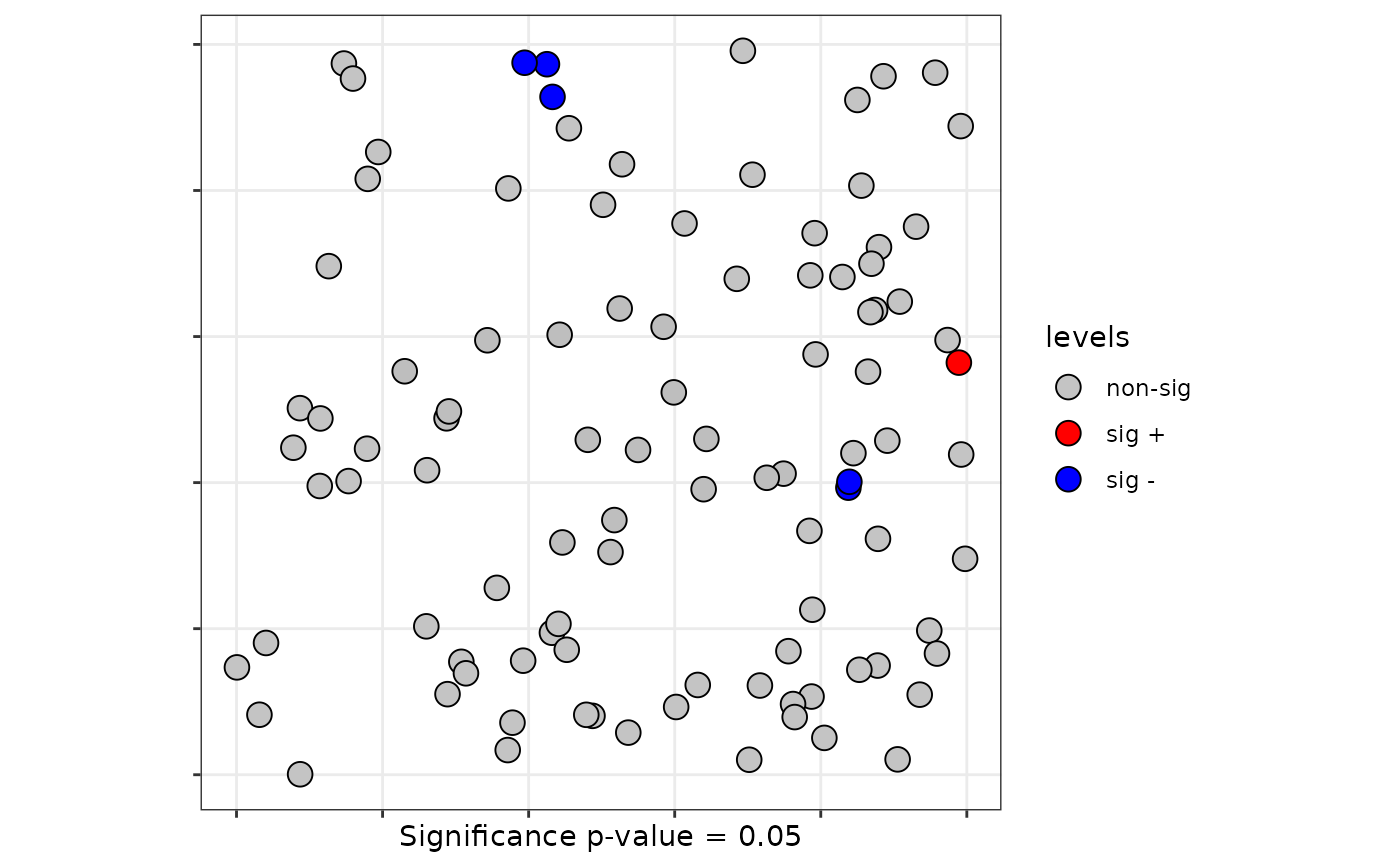 levels
non-sig
sig +
sig -
Significance p-value = 0.05